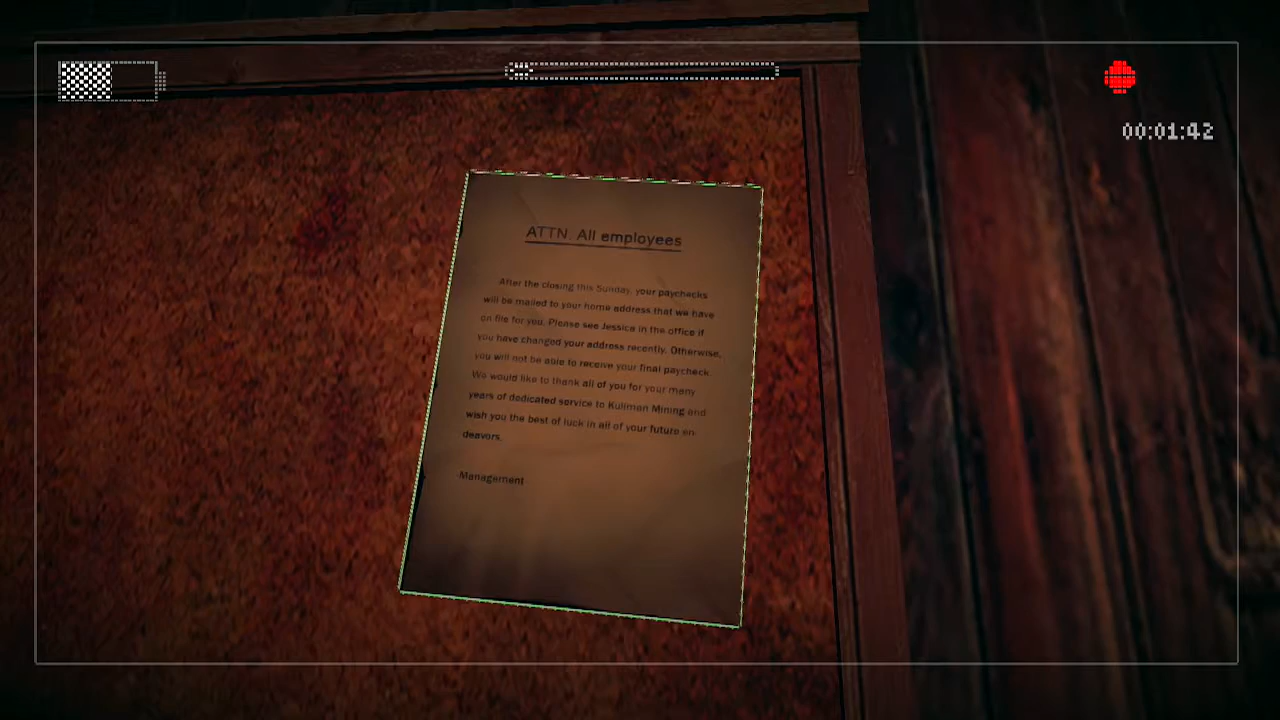 00:01:42
ATTN. All employees
After the closing this Sunday, your paychecks
will be mailed to your home address that we have
on file for you. Please see Jessica in the office if
you have changed your address recently. Otherwise,
you will not be able to receive your final paycheck.
We would like to thank all of you for your many
years of dedicated service to Kullman Mining and
wish you the best of luck in all of your future en-
deavors.
-Management